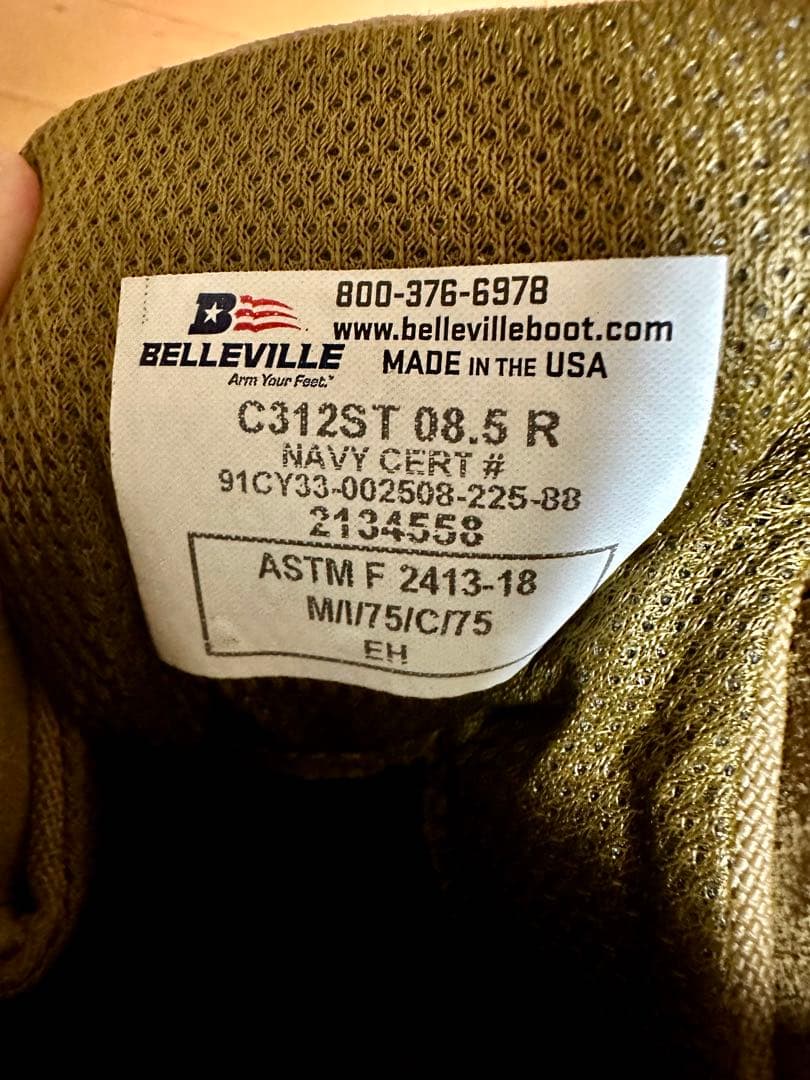 800-376-6978
www.bellevilleboot.com
BELLEVILLE MADE IN THE USA
Arm Your Feet.™
C312ST 08.5 R
NAVY CERT #
91CY33-002508-225-88
2134558
ASTM F 2413-18
M/I/75/C/75
EH